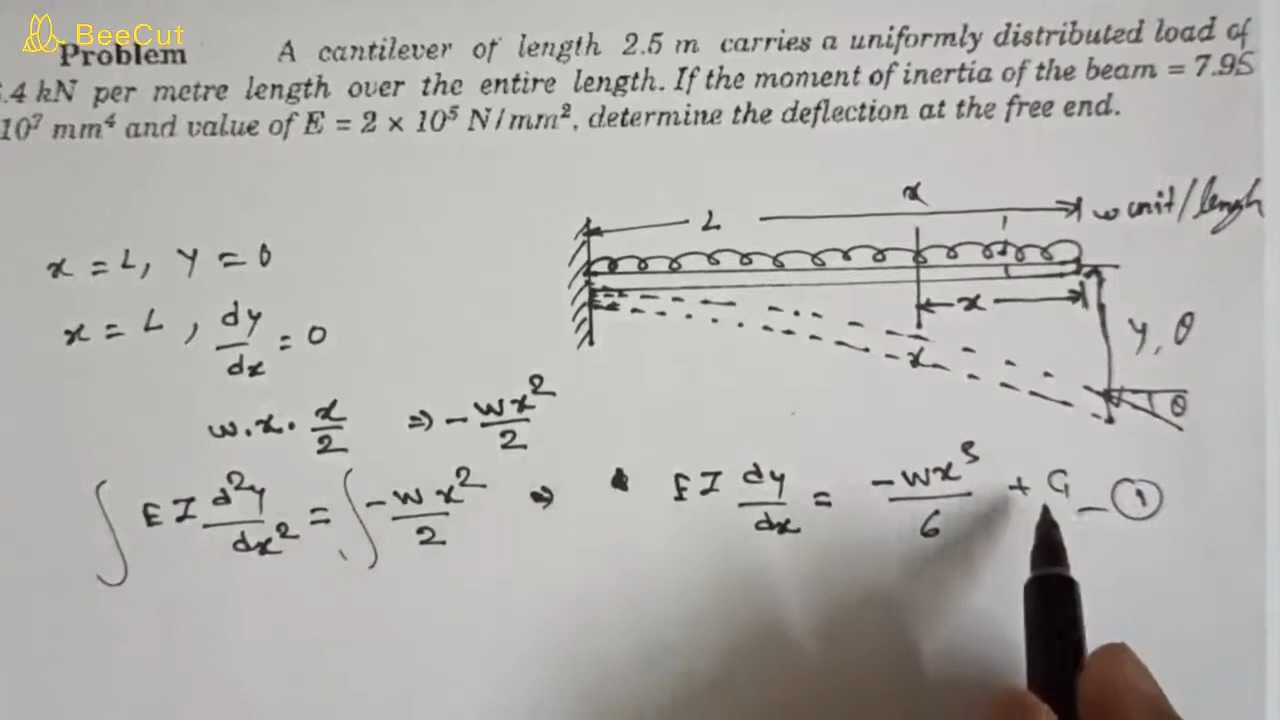 BeeCut
Problem A cantilever of length 2.5 m carries a uniformly distributed load of
.4 kN per metre length over the entire length. If the moment of inertia of the beam = 7.95
10⁷ mm⁴ and value of E = 2 × 10⁵ N/mm², determine the deflection at the free end.
x
L
w unit/lengh
x = L, y = 0
x
x = L, dy/dx = 0
y, θ
x
θ
w.x. x/2 ⇒ -wx²/2
∫ EI d²y/dx² = ∫ -wx²/2 ⇒ EI dy/dx = -wx³/6 + C₁ - ①